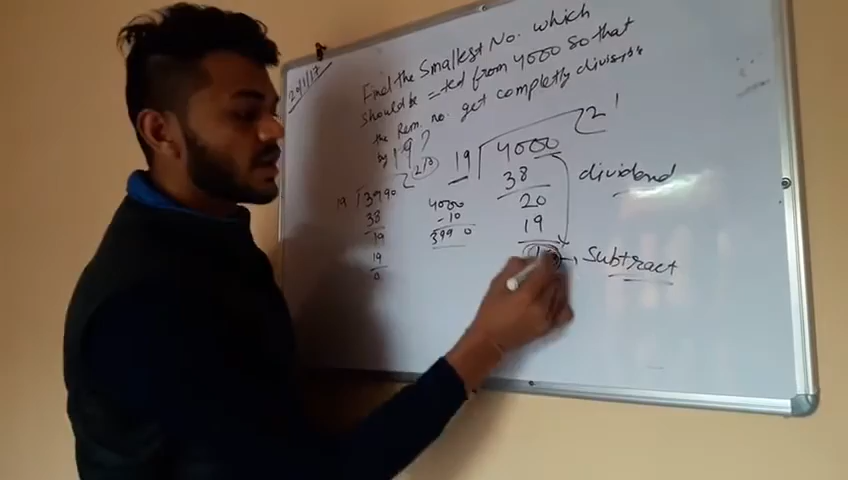 20/1/17
Find the Smallest No. which
should be =ted from 4000 so that
the Rem. no. get completly divisible
by 19?
19 4000 21
38
20
19
dividend
Subtract
19 3990 210
38
19
19
0
4000
-10
3990